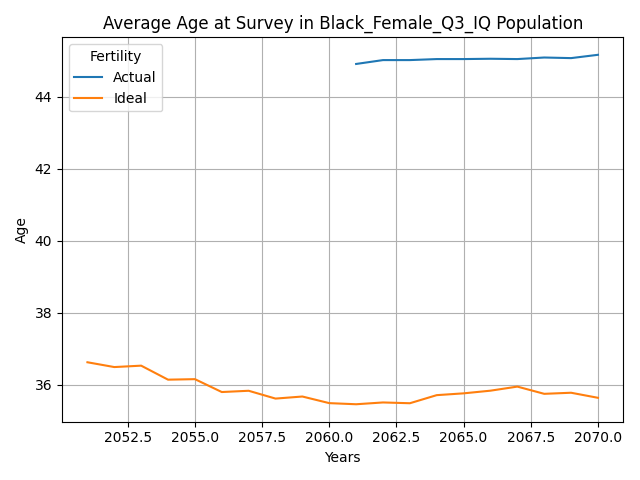 Average Age at Survey in Black_Female_Q3_IQ Population
Fertility
Actual
Ideal
Age
44
42
40
38
36
2052.5 2055.0 2057.5 2060.0 2062.5 2065.0 2067.5 2070.0
Years